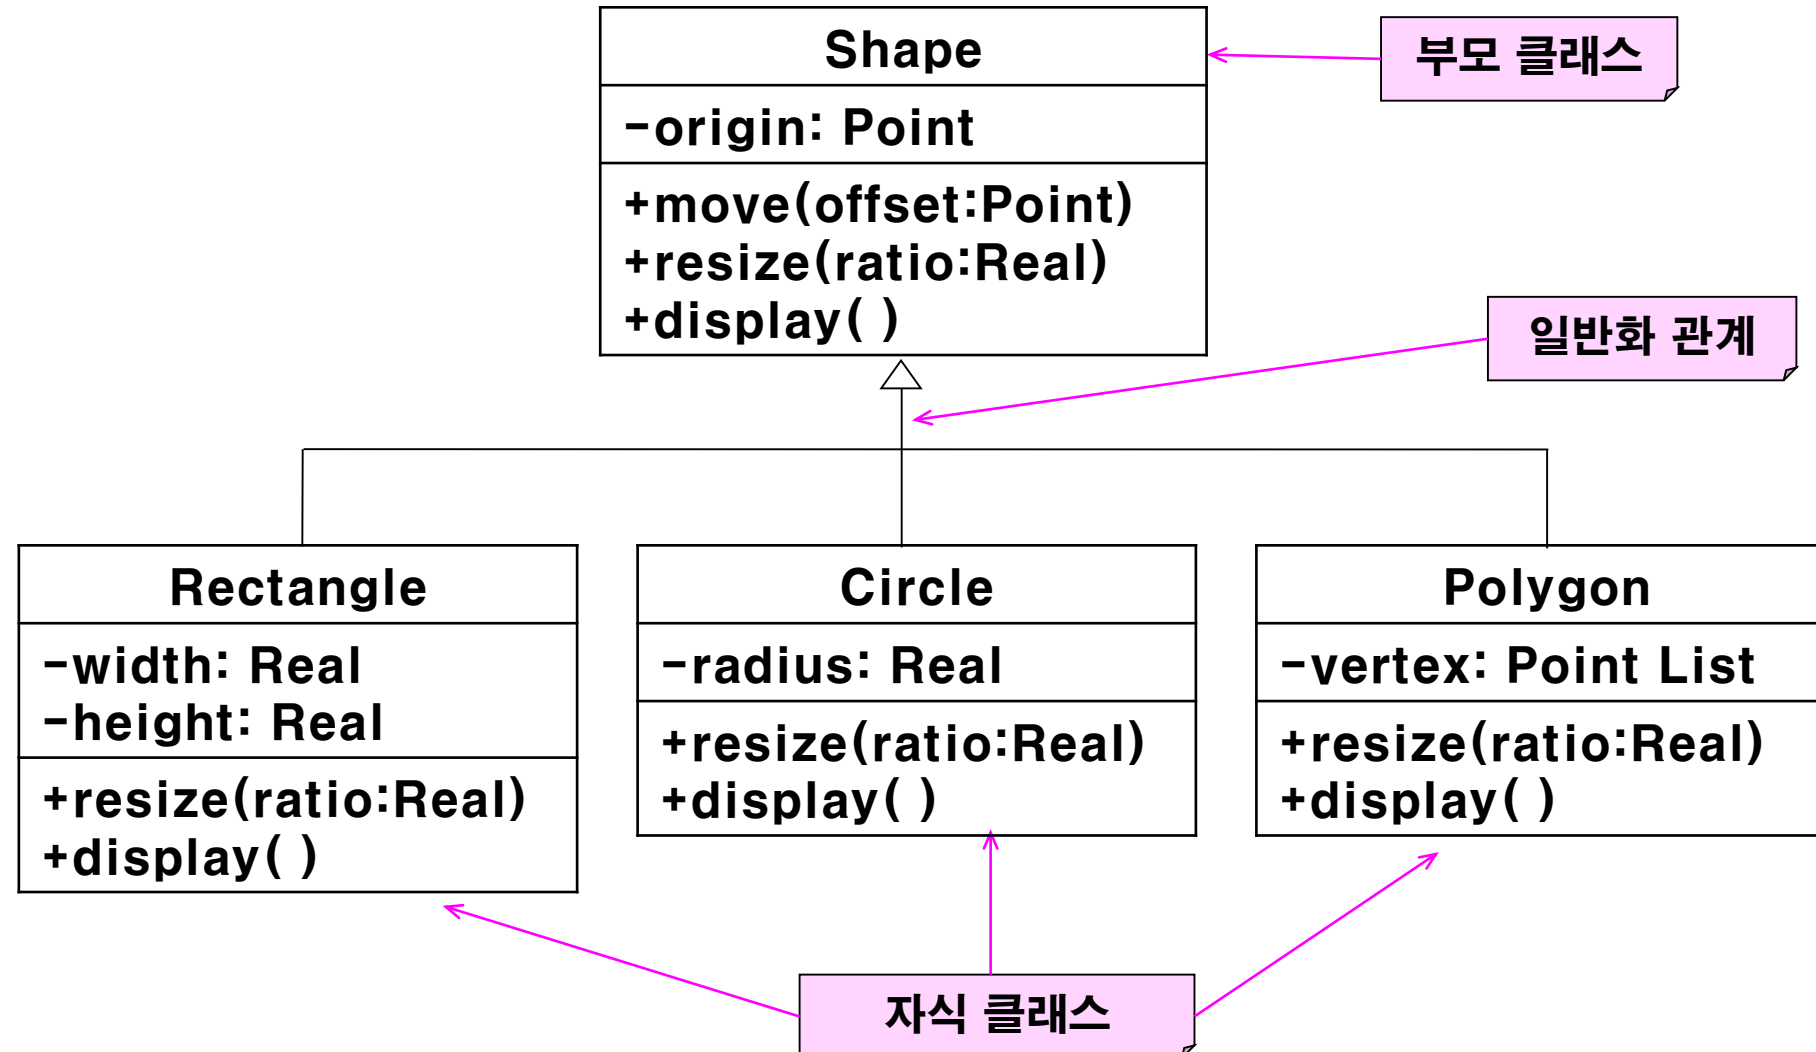 Shape
부모 클래스
-origin: Point
+move(offset:Point)
+resize(ratio:Real)
+display( )
일반화 관계
Rectangle
-width: Real
-height: Real
+resize(ratio:Real)
+display( )
Circle
-radius: Real
+resize(ratio:Real)
+display( )
Polygon
-vertex: Point List
+resize(ratio:Real)
+display( )
자식 클래스